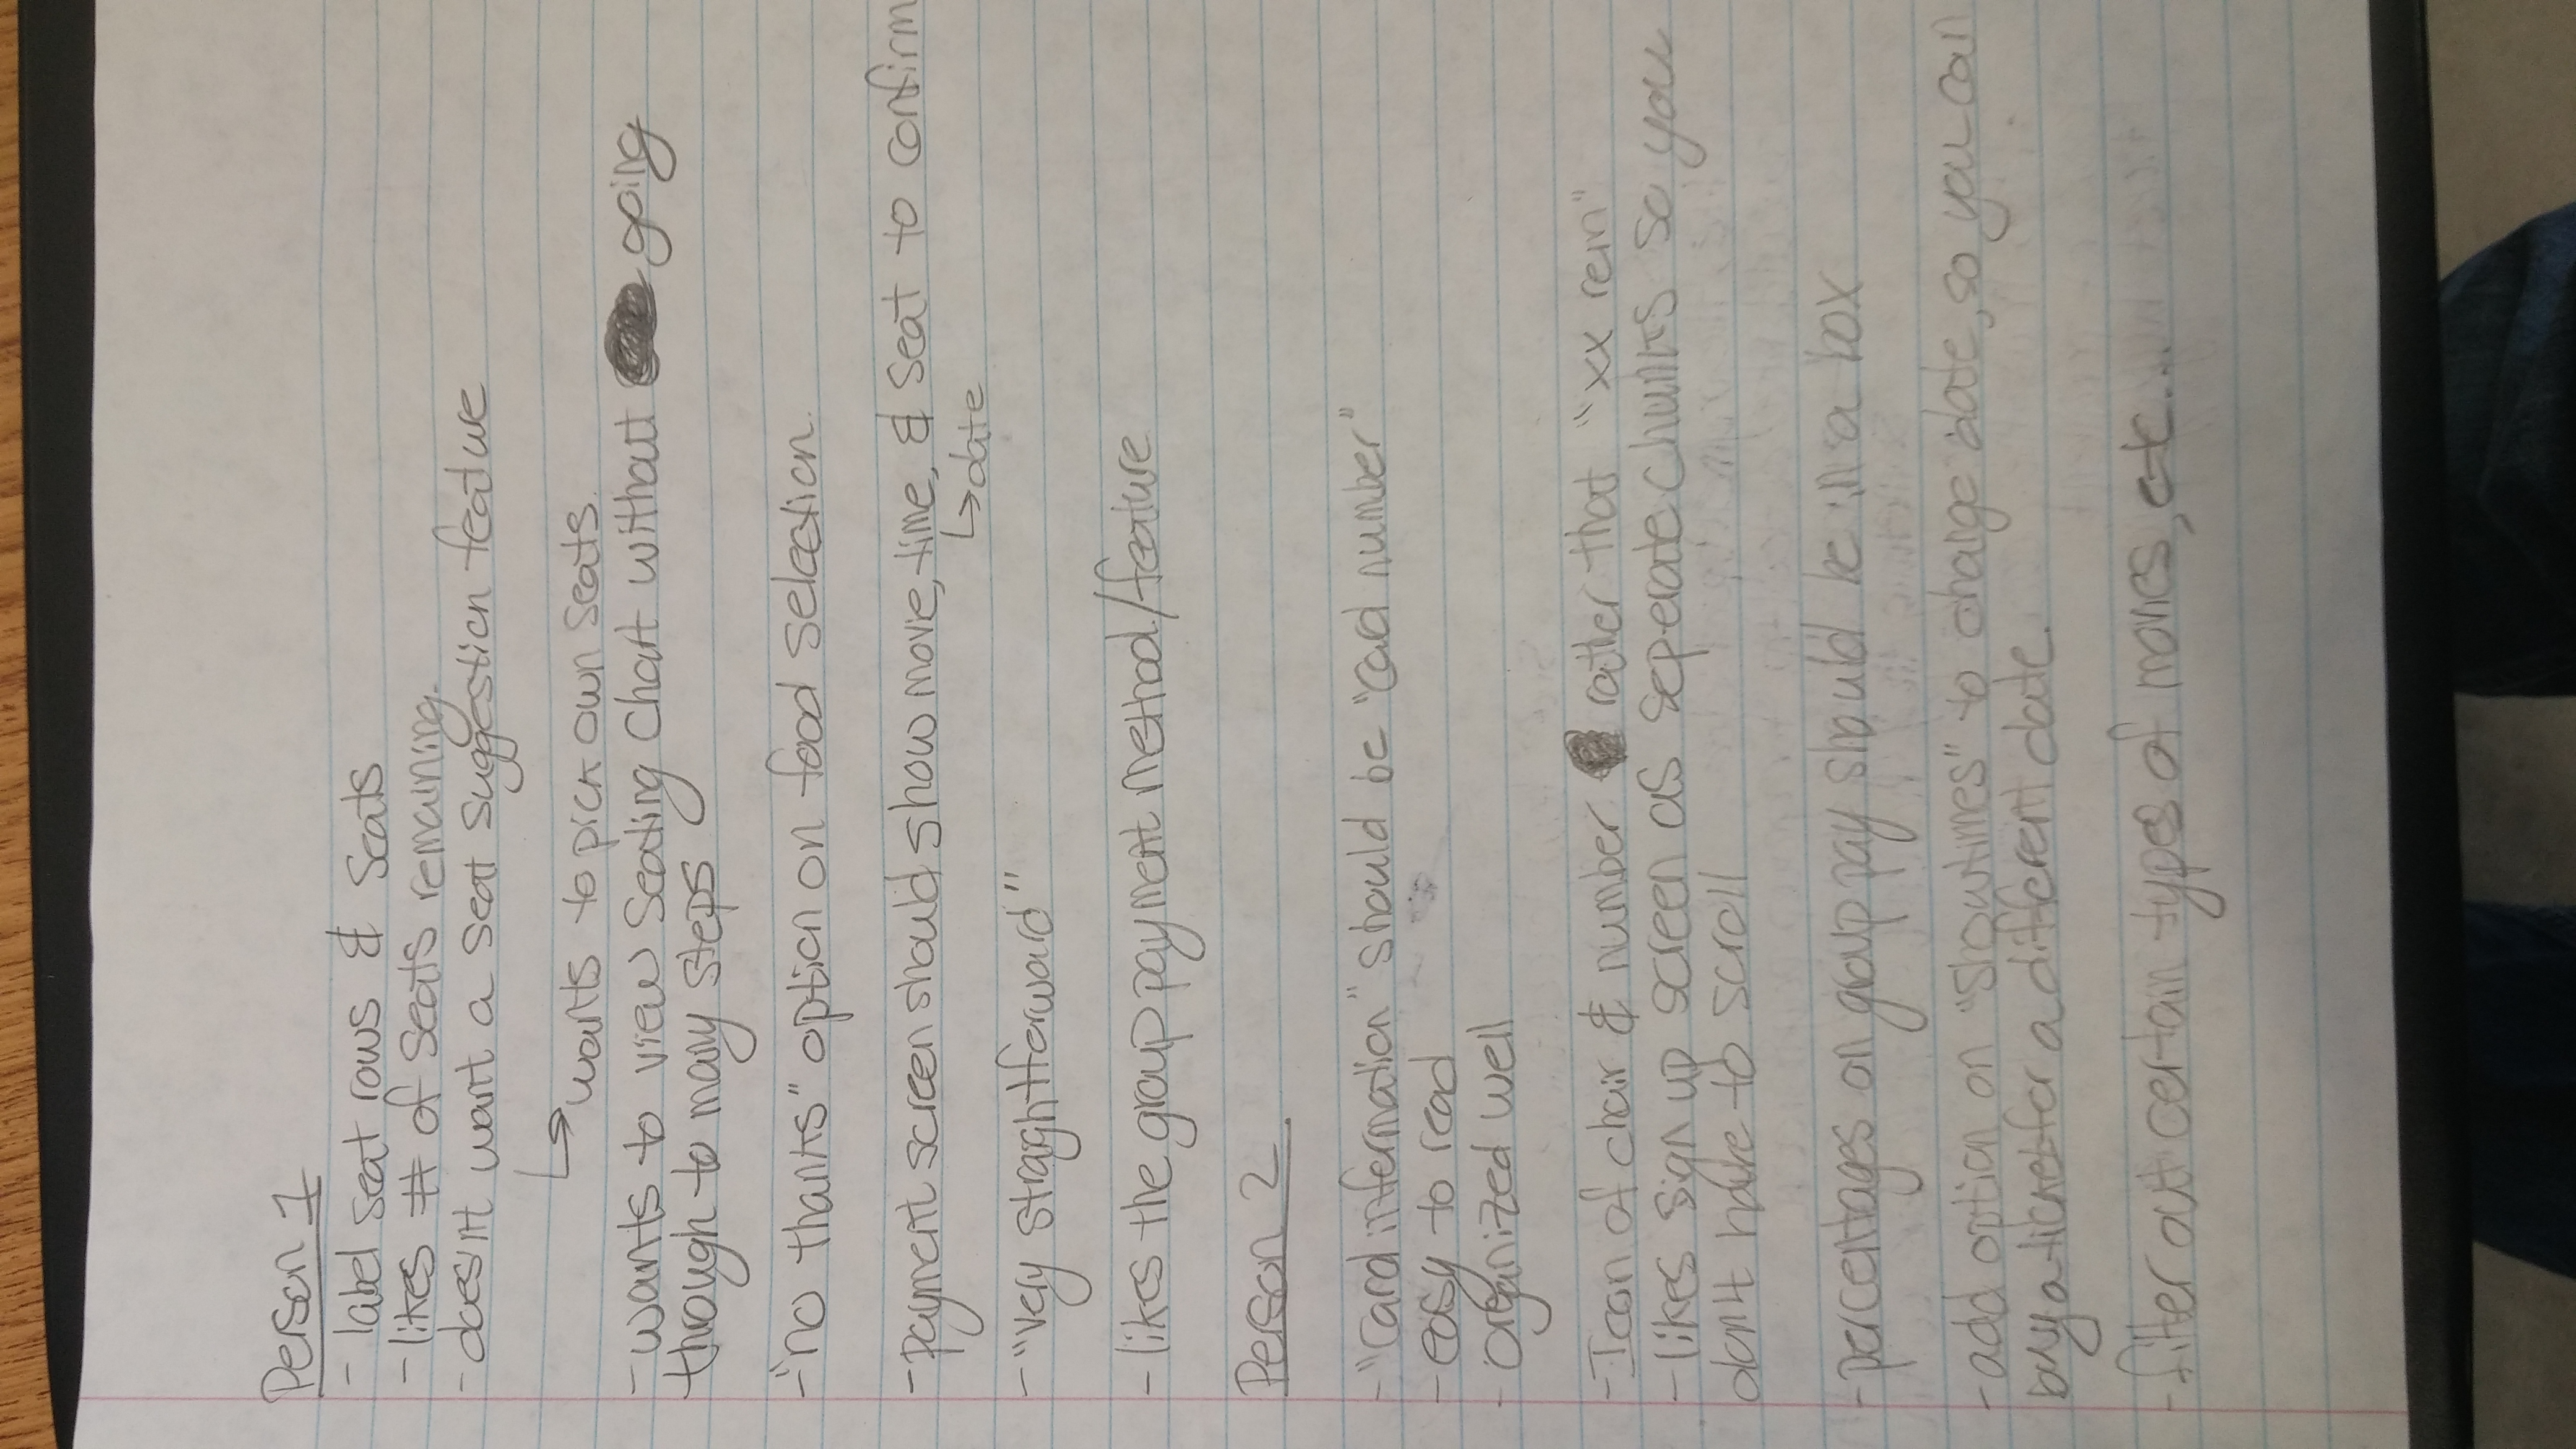 Person 1
- label seat rows & seats
- likes # of seats remaining.
- doesn't want a seat suggestion feature
↳ wants to pick own seats.
- wants to view seating chart without going
through to many steps
- "no thanks" option on food selection.
- payment screen should show movie, time, & seat to confirm
↳ date
- "very straightforward"
- likes the group payment method/feature
Person 2
- "Card information" should be "card number"
- easy to read
- organized well
- Icon of chair & number rather that "xx rem"
- likes sign up screen as seperate chunks so you
don't have to scroll
- percentages on group pay should be in a box
- add option on "showtimes" to change date, so you can
buy a ticket for a different date.
- filter out certain types of movies, etc...